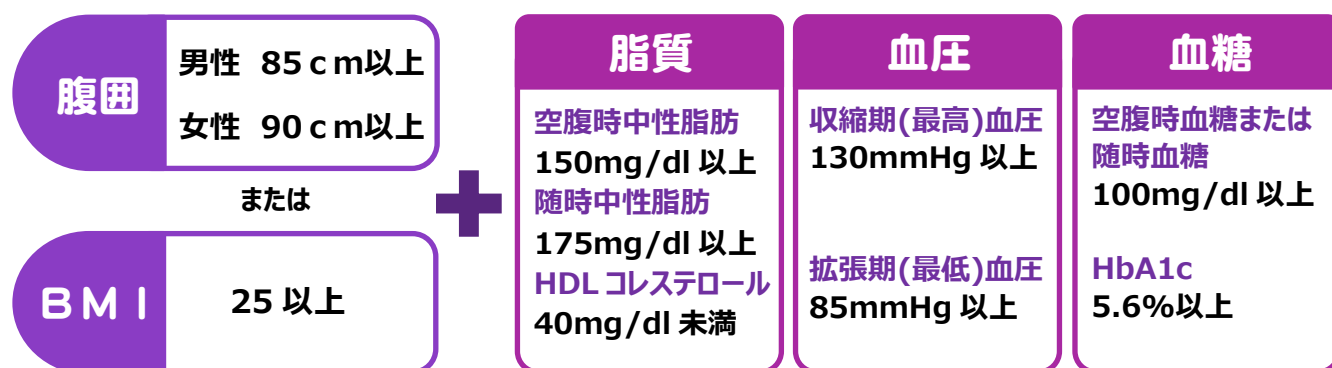 腹囲
男性 85cm以上
女性 90cm以上
または
BMI
25以上
脂質
空腹時中性脂肪
150mg/dl 以上
随時中性脂肪
175mg/dl 以上
HDL コレステロール
40mg/dl 未満
血圧
収縮期(最高)血圧
130mmHg 以上
拡張期(最低)血圧
85mmHg 以上
血糖
空腹時血糖または
随時血糖
100mg/dl 以上
HbA1c
5.6%以上